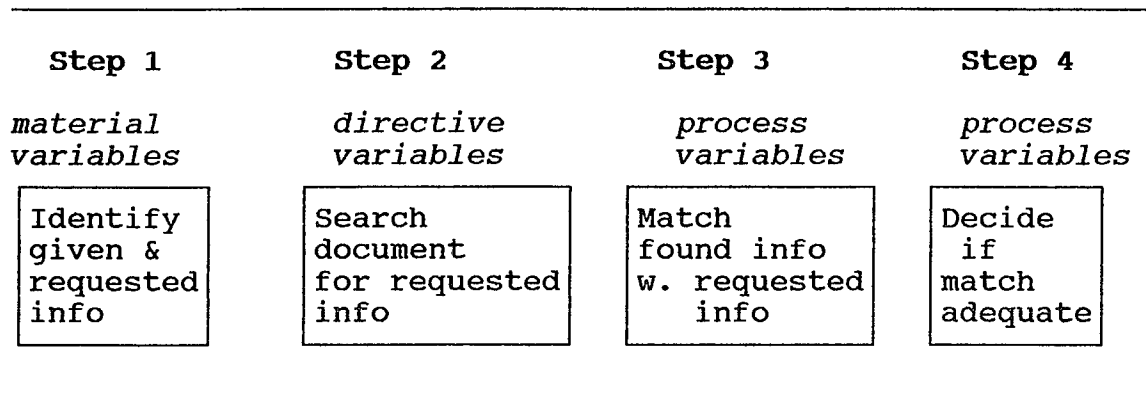 Step 1 Step 2 Step 3 Step 4
material directive process process
variables variables variables variables
Identify
given &
requested
info
Search
document
for requested
info
Match
found info
w. requested
info
Decide
if
match
adequate